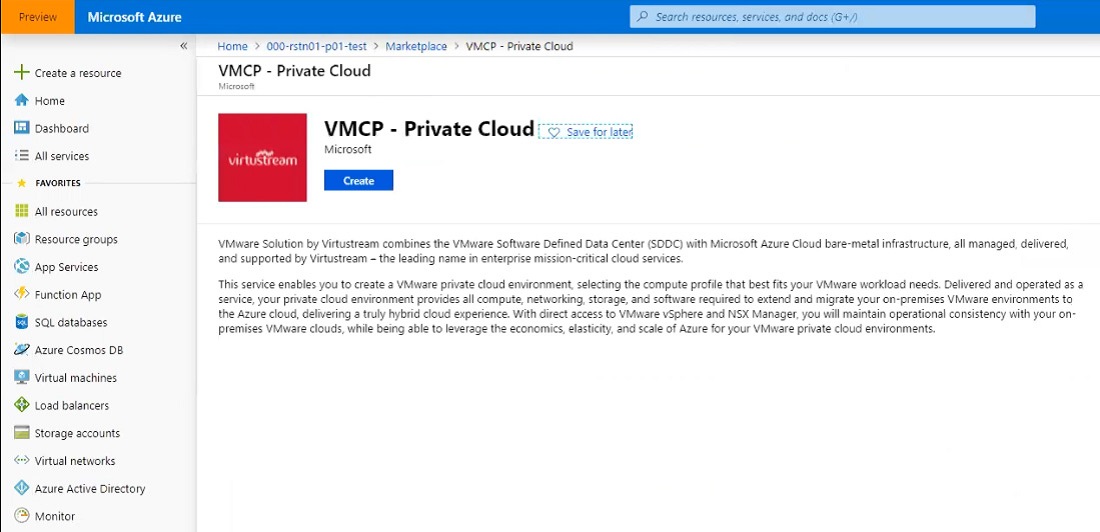 Preview
Microsoft Azure
Search resources, services, and docs (G+/)
«
Home > 000-rstn01-p01-test > Marketplace > VMCP - Private Cloud
VMCP - Private Cloud
Microsoft
virtustream
VMCP - Private Cloud
Save for later
Microsoft
Create
VMware Solution by Virtustream combines the VMware Software Defined Data Center (SDDC) with Microsoft Azure Cloud bare-metal infrastructure, all managed, delivered,
and supported by Virtustream – the leading name in enterprise mission-critical cloud services.
This service enables you to create a VMware private cloud environment, selecting the compute profile that best fits your VMware workload needs. Delivered and operated as a
service, your private cloud environment provides all compute, networking, storage, and software required to extend and migrate your on-premises VMware environments to
the Azure cloud, delivering a truly hybrid cloud experience. With direct access to VMware vSphere and NSX Manager, you will maintain operational consistency with your on-
premises VMware clouds, while being able to leverage the economics, elasticity, and scale of Azure for your VMware private cloud environments.
Create a resource
Home
Dashboard
All services
FAVORITES
All resources
Resource groups
App Services
Function App
SQL databases
Azure Cosmos DB
Virtual machines
Load balancers
Storage accounts
Virtual networks
Azure Active Directory
Monitor